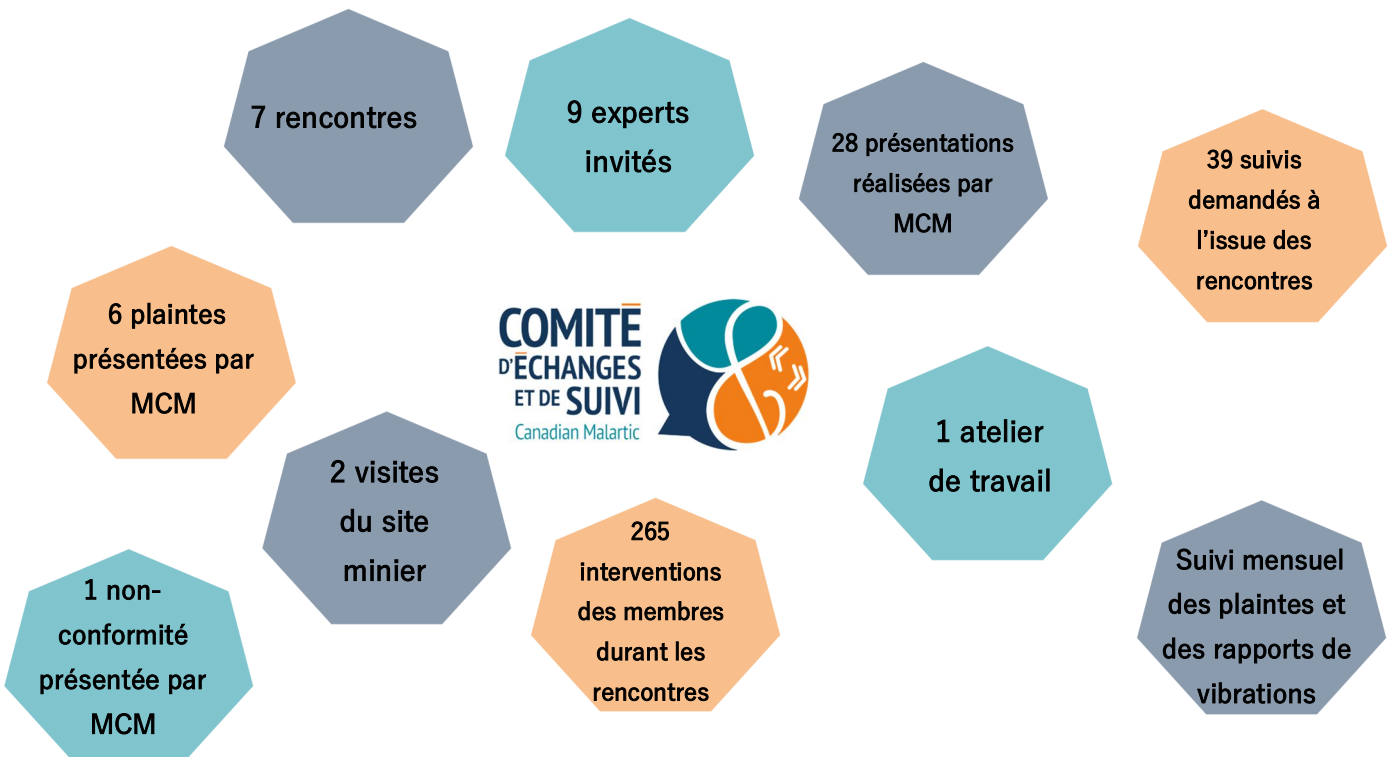 7 rencontres
9 experts
invités
28 présentations
réalisées par
MCM
39 suivis
demandés à
l'issue des
rencontres
6 plaintes
présentées par
MCM
COMITÉ
D'ÉCHANGES
ET DE SUIVI
Canadian Malartic
1 atelier
de travail
2 visites
du site
minier
265
interventions
des membres
durant les
rencontres
Suivi mensuel
des plaintes et
des rapports de
vibrations
1 non-
conformité
présentée par
MCM